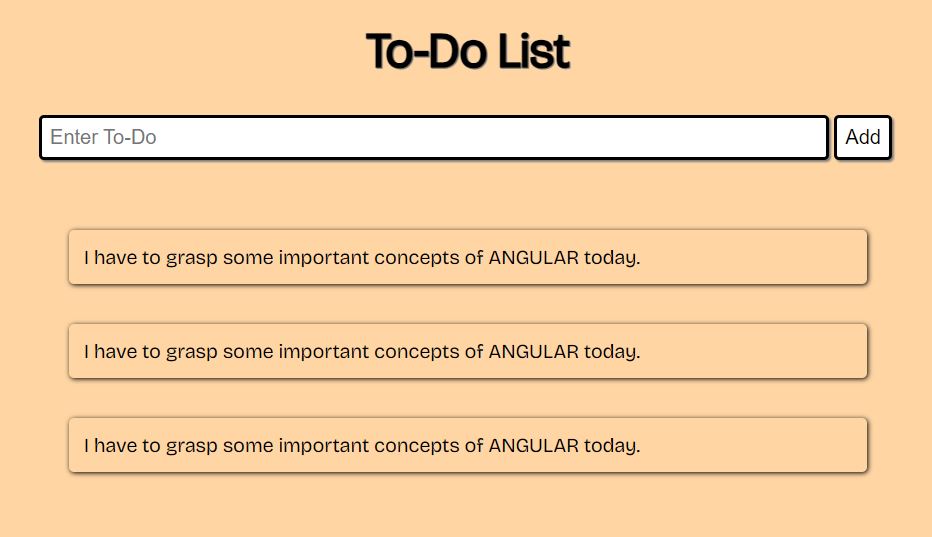 To-Do List
Enter To-Do
Add
I have to grasp some important concepts of ANGULAR today.
I have to grasp some important concepts of ANGULAR today.
I have to grasp some important concepts of ANGULAR today.